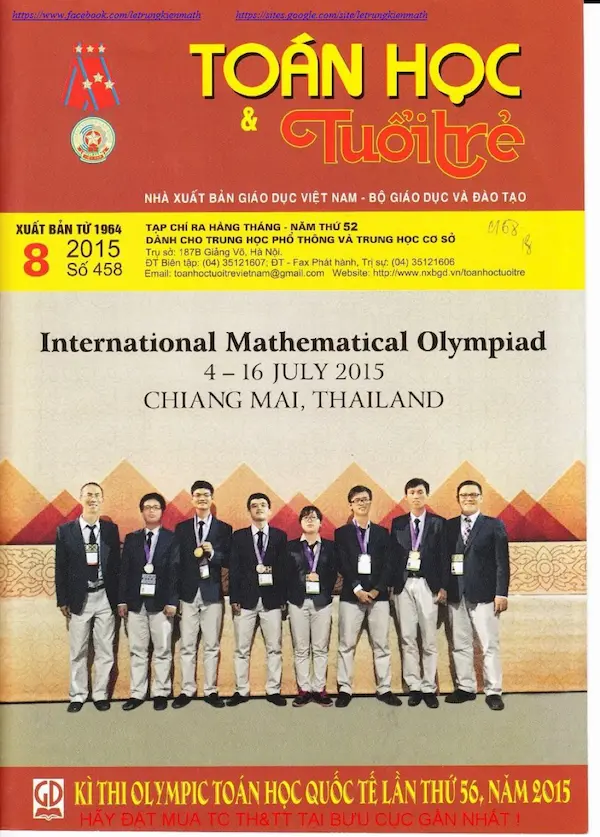 https://www.facebook.com/letrungkienmath https://sites.google.com/site/letrungkienmath
TOÁN HỌC
& Tuổi trẻ
NHÀ XUẤT BẢN GIÁO DỤC VIỆT NAM - BỘ GIÁO DỤC VÀ ĐÀO TẠO
XUẤT BẢN TỪ 1964
8 2015
Số 458
TẠP CHÍ RA HÀNG THÁNG - NĂM THỨ 52
DÀNH CHO TRUNG HỌC PHỔ THÔNG VÀ TRUNG HỌC CƠ SỞ
Trụ sở: 187B Giảng Võ, Hà Nội.
ĐT Biên tập: (04) 35121607; ĐT - Fax Phát hành, Trị sự: (04) 35121606
Email: toanhoctuoitrevietnam@gmail.com Website: http://www.nxbgd.vn/toanhoctuoitre
International Mathematical Olympiad
4 – 16 JULY 2015
CHIANG MAI, THAILAND
GD
KÌ THI OLYMPIC TOÁN HỌC QUỐC TẾ LẦN THỨ 56, NĂM 2015
HÃY ĐẶT MUA TC TH&TT TẠI BƯU CỤC GẦN NHẤT !